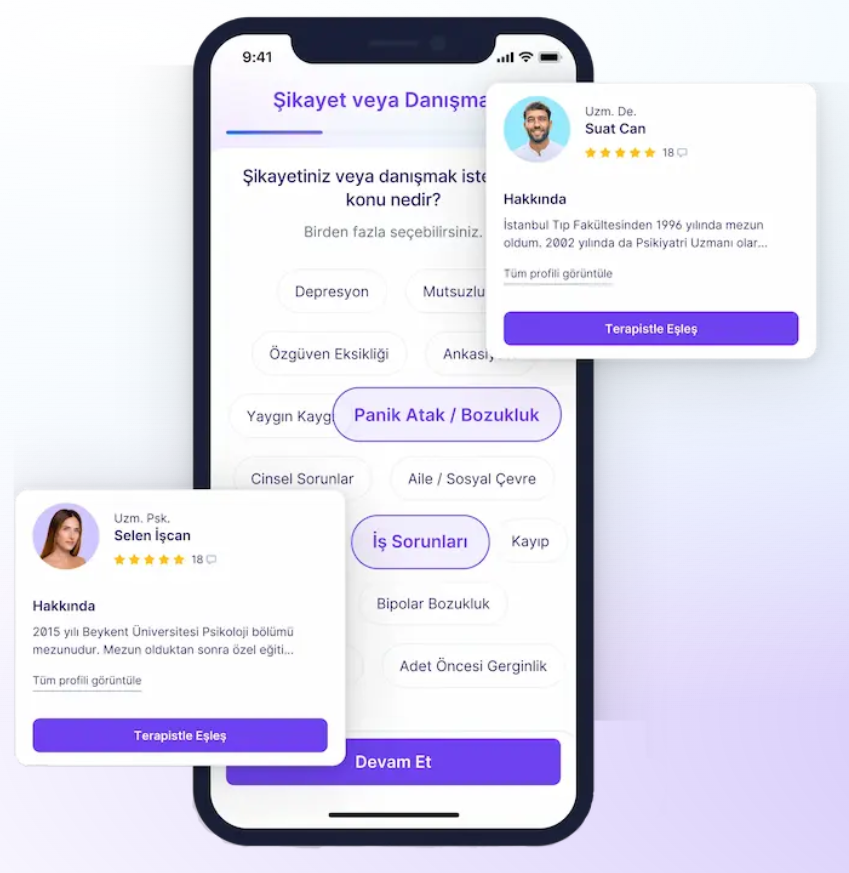 9:41
Şikayet veya Danışma
Şikayetiniz veya danışmak iste
konu nedir?
Birden fazla seçebilirsiniz.
Depresyon
Mutsuzlu
Özgüven Eksikliği
Yaygın Kayg
Panik Atak / Bozukluk
Cinsel Sorunlar
Aile / Sosyal Çevre
İş Sorunları
Kayıp
Bipolar Bozukluk
Adet Öncesi Gerginlik
Devam Et
Uzm. De.
Suat Can
18
Hakkında
İstanbul Tıp Fakültesinden 1996 yılında mezun
oldum. 2002 yılında da Psikiyatri Uzmanı olar...
Tüm profili görüntüle
Terapistle Eşleş
Uzm. Psk.
Selen İşcan
18
Hakkında
2015 yılı Beykent Üniversitesi Psikoloji bölümü
mezunudur. Mezun olduktan sonra özel eğiti...
Tüm profili görüntüle
Terapistle Eşleş